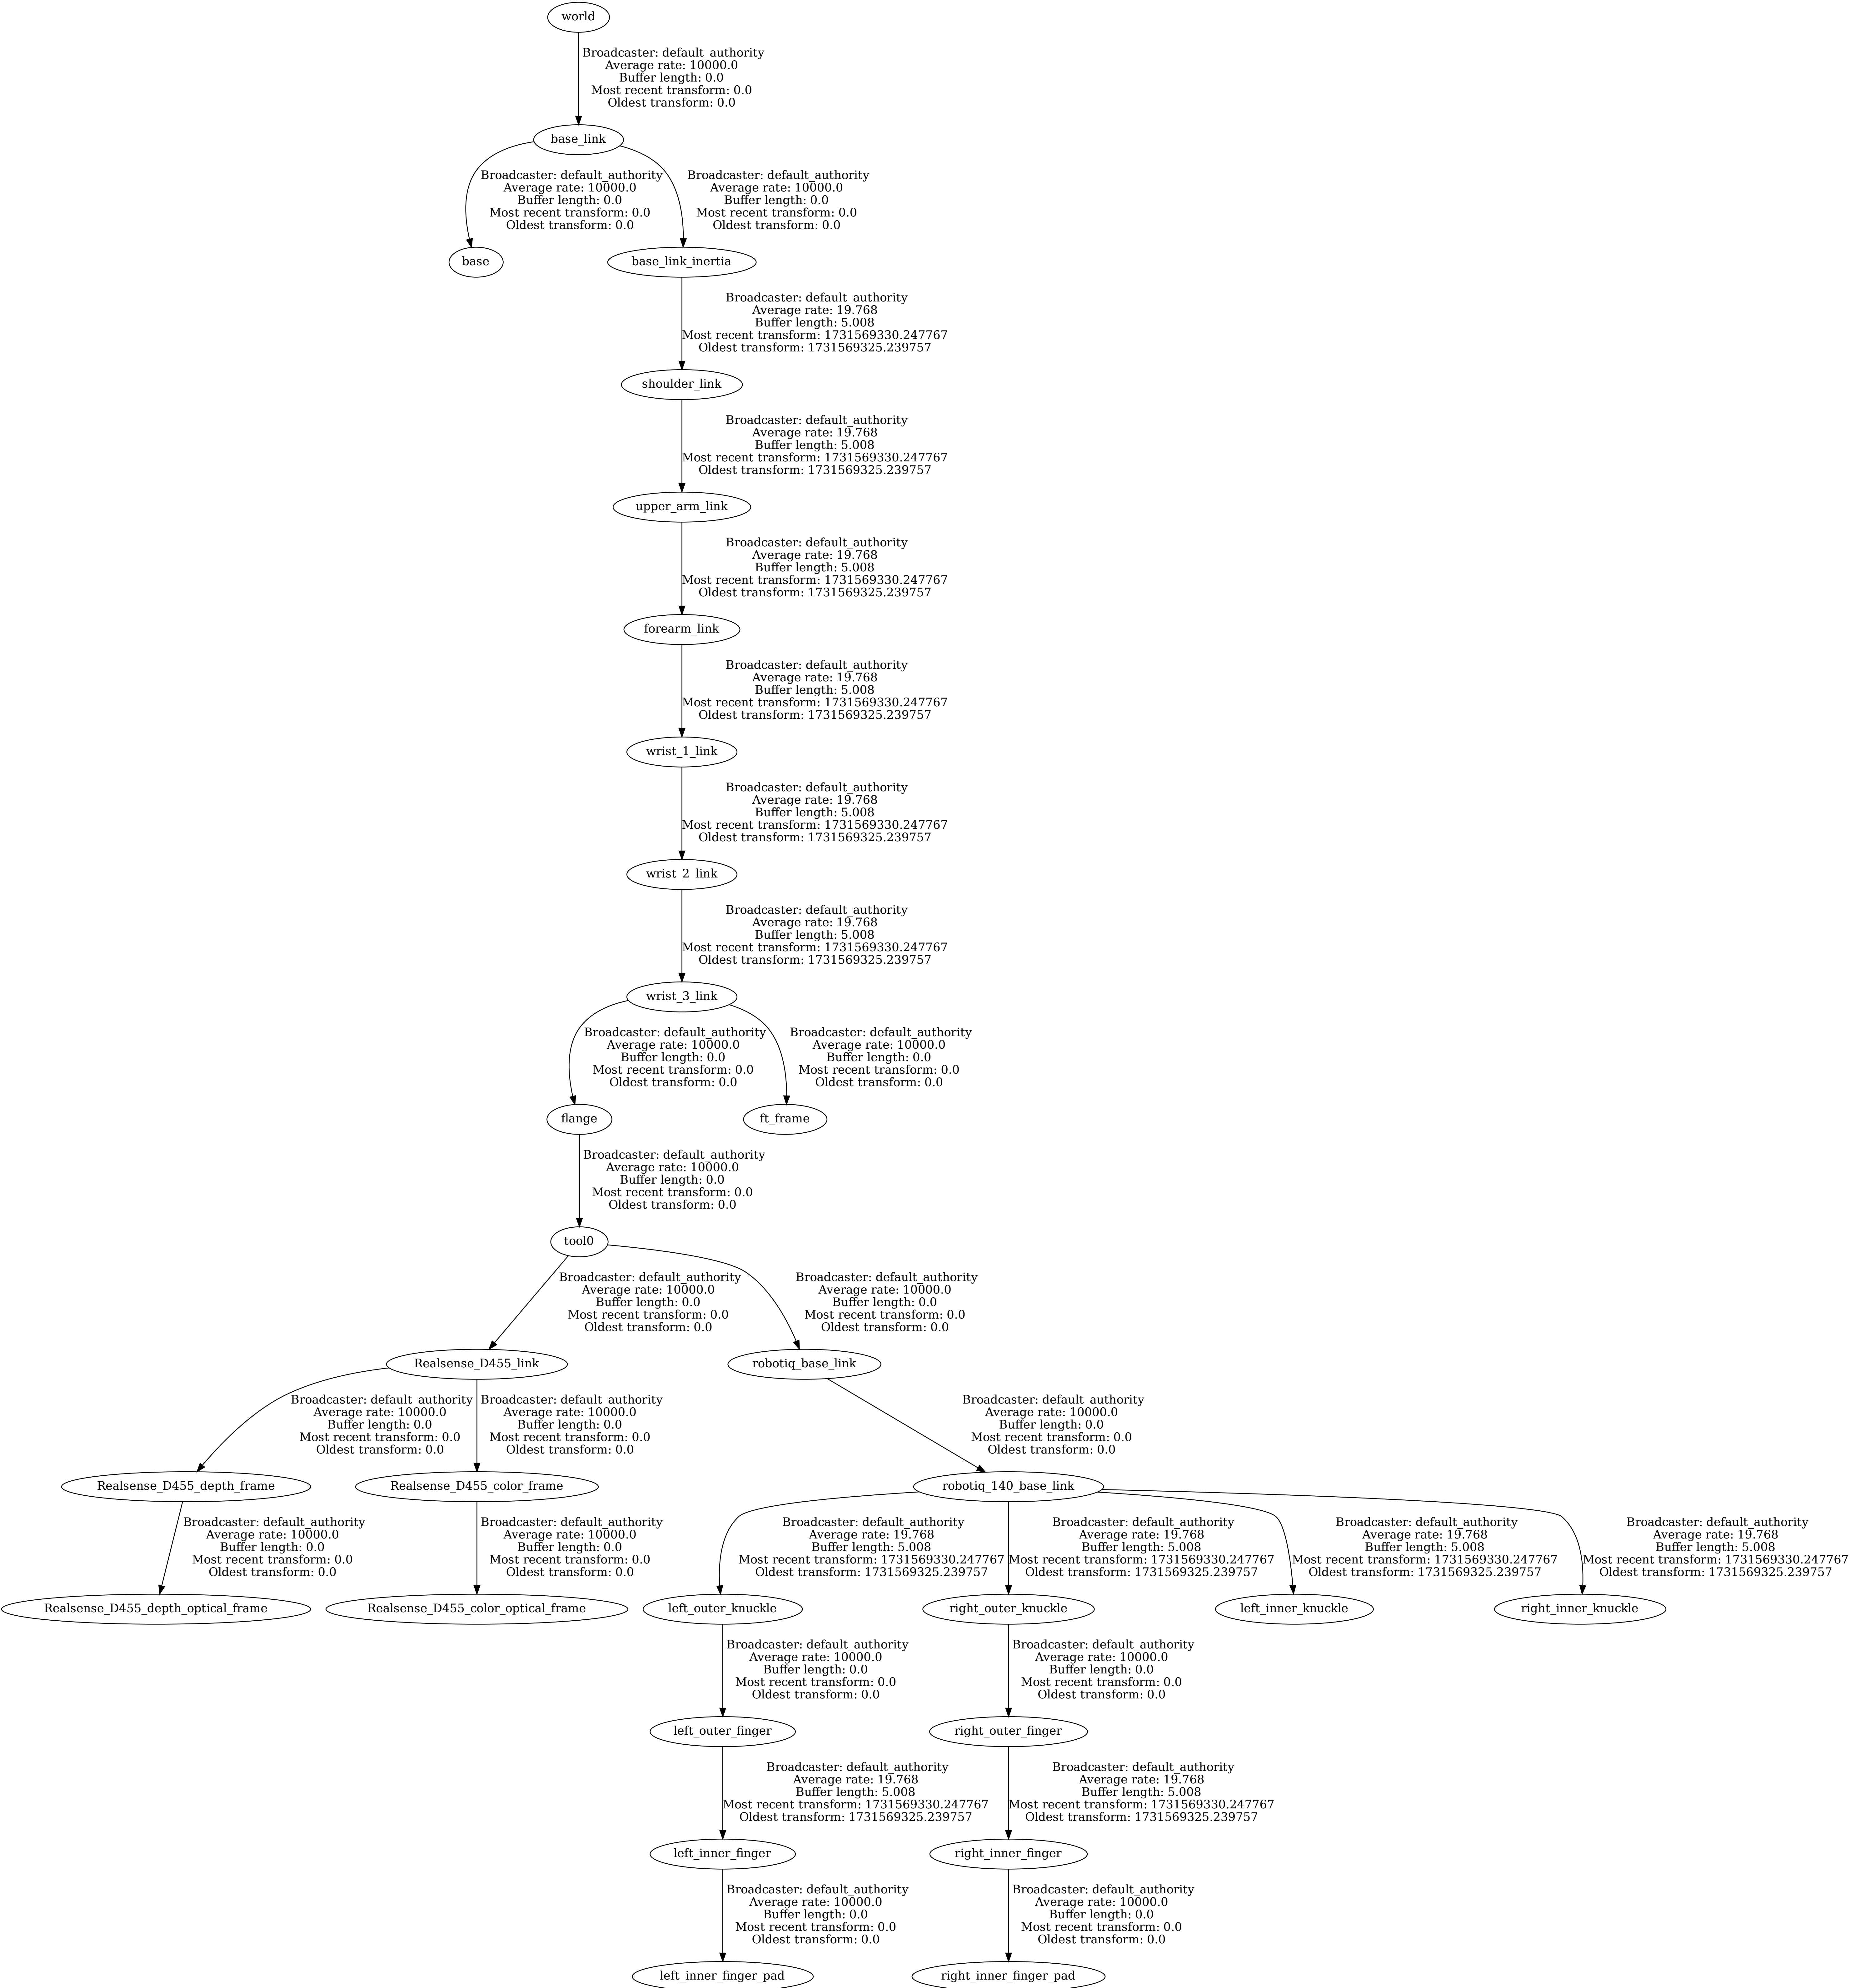 world
Broadcaster: default_authority
Average rate: 10000.0
Buffer length: 0.0
Most recent transform: 0.0
Oldest transform: 0.0
base_link
Broadcaster: default_authority
Average rate: 10000.0
Buffer length: 0.0
Most recent transform: 0.0
Oldest transform: 0.0
Broadcaster: default_authority
Average rate: 10000.0
Buffer length: 0.0
Most recent transform: 0.0
Oldest transform: 0.0
base
base_link_inertia
Broadcaster: default_authority
Average rate: 19.768
Buffer length: 5.008
Most recent transform: 1731569330.247767
Oldest transform: 1731569325.239757
shoulder_link
Broadcaster: default_authority
Average rate: 19.768
Buffer length: 5.008
Most recent transform: 1731569330.247767
Oldest transform: 1731569325.239757
upper_arm_link
Broadcaster: default_authority
Average rate: 19.768
Buffer length: 5.008
Most recent transform: 1731569330.247767
Oldest transform: 1731569325.239757
forearm_link
Broadcaster: default_authority
Average rate: 19.768
Buffer length: 5.008
Most recent transform: 1731569330.247767
Oldest transform: 1731569325.239757
wrist_1_link
Broadcaster: default_authority
Average rate: 19.768
Buffer length: 5.008
Most recent transform: 1731569330.247767
Oldest transform: 1731569325.239757
wrist_2_link
Broadcaster: default_authority
Average rate: 19.768
Buffer length: 5.008
Most recent transform: 1731569330.247767
Oldest transform: 1731569325.239757
wrist_3_link
Broadcaster: default_authority
Average rate: 10000.0
Buffer length: 0.0
Most recent transform: 0.0
Oldest transform: 0.0
Broadcaster: default_authority
Average rate: 10000.0
Buffer length: 0.0
Most recent transform: 0.0
Oldest transform: 0.0
flange
ft_frame
Broadcaster: default_authority
Average rate: 10000.0
Buffer length: 0.0
Most recent transform: 0.0
Oldest transform: 0.0
tool0
Broadcaster: default_authority
Average rate: 10000.0
Buffer length: 0.0
Most recent transform: 0.0
Oldest transform: 0.0
Broadcaster: default_authority
Average rate: 10000.0
Buffer length: 0.0
Most recent transform: 0.0
Oldest transform: 0.0
Realsense_D455_link
robotiq_base_link
Broadcaster: default_authority
Average rate: 10000.0
Buffer length: 0.0
Most recent transform: 0.0
Oldest transform: 0.0
Broadcaster: default_authority
Average rate: 10000.0
Buffer length: 0.0
Most recent transform: 0.0
Oldest transform: 0.0
Broadcaster: default_authority
Average rate: 10000.0
Buffer length: 0.0
Most recent transform: 0.0
Oldest transform: 0.0
Realsense_D455_depth_frame
Realsense_D455_color_frame
robotiq_140_base_link
Broadcaster: default_authority
Average rate: 10000.0
Buffer length: 0.0
Most recent transform: 0.0
Oldest transform: 0.0
Broadcaster: default_authority
Average rate: 10000.0
Buffer length: 0.0
Most recent transform: 0.0
Oldest transform: 0.0
Broadcaster: default_authority
Average rate: 19.768
Buffer length: 5.008
Most recent transform: 1731569330.247767
Oldest transform: 1731569325.239757
Broadcaster: default_authority
Average rate: 19.768
Buffer length: 5.008
Most recent transform: 1731569330.247767
Oldest transform: 1731569325.239757
Broadcaster: default_authority
Average rate: 19.768
Buffer length: 5.008
Most recent transform: 1731569330.247767
Oldest transform: 1731569325.239757
Broadcaster: default_authority
Average rate: 19.768
Buffer length: 5.008
Most recent transform: 1731569330.247767
Oldest transform: 1731569325.239757
Realsense_D455_depth_optical_frame
Realsense_D455_color_optical_frame
left_outer_knuckle
right_outer_knuckle
left_inner_knuckle
right_inner_knuckle
Broadcaster: default_authority
Average rate: 10000.0
Buffer length: 0.0
Most recent transform: 0.0
Oldest transform: 0.0
Broadcaster: default_authority
Average rate: 10000.0
Buffer length: 0.0
Most recent transform: 0.0
Oldest transform: 0.0
left_outer_finger
right_outer_finger
Broadcaster: default_authority
Average rate: 19.768
Buffer length: 5.008
Most recent transform: 1731569330.247767
Oldest transform: 1731569325.239757
Broadcaster: default_authority
Average rate: 19.768
Buffer length: 5.008
Most recent transform: 1731569330.247767
Oldest transform: 1731569325.239757
left_inner_finger
right_inner_finger
Broadcaster: default_authority
Average rate: 10000.0
Buffer length: 0.0
Most recent transform: 0.0
Oldest transform: 0.0
Broadcaster: default_authority
Average rate: 10000.0
Buffer length: 0.0
Most recent transform: 0.0
Oldest transform: 0.0
left_inner_finger_pad
right_inner_finger_pad